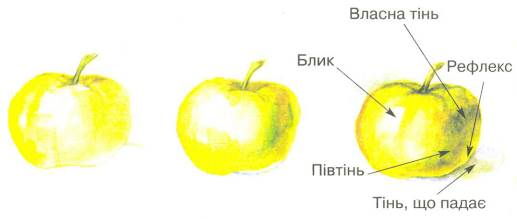 Власна тінь
Блик
Рефлекс
Півтінь
Тінь, що падає